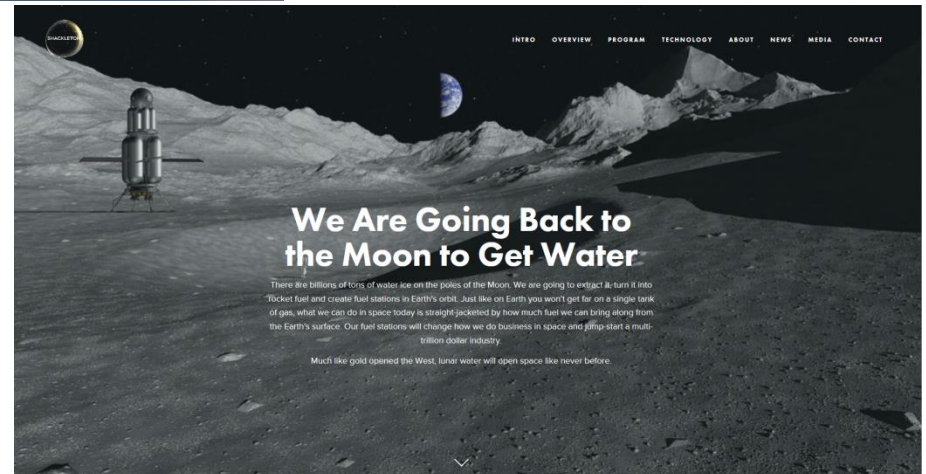 SHACKLETON
INTRO OVERVIEW PROGRAM TECHNOLOGY ABOUT NEWS MEDIA CONTACT
We Are Going Back to
the Moon to Get Water
There are billions of tons of water ice on the poles of the Moon. We are going to extract it, turn it into
rocket fuel and create fuel stations in Earth's orbit. Just like on Earth you won't get far on a single tank
of gas, what we can do in space today is straight-jacketed by how much fuel we can bring along from
the Earth's surface. Our fuel stations will change how we do business in space and jump-start a multi-
trillion dollar industry.
Much like gold opened the West, lunar water will open space like never before.